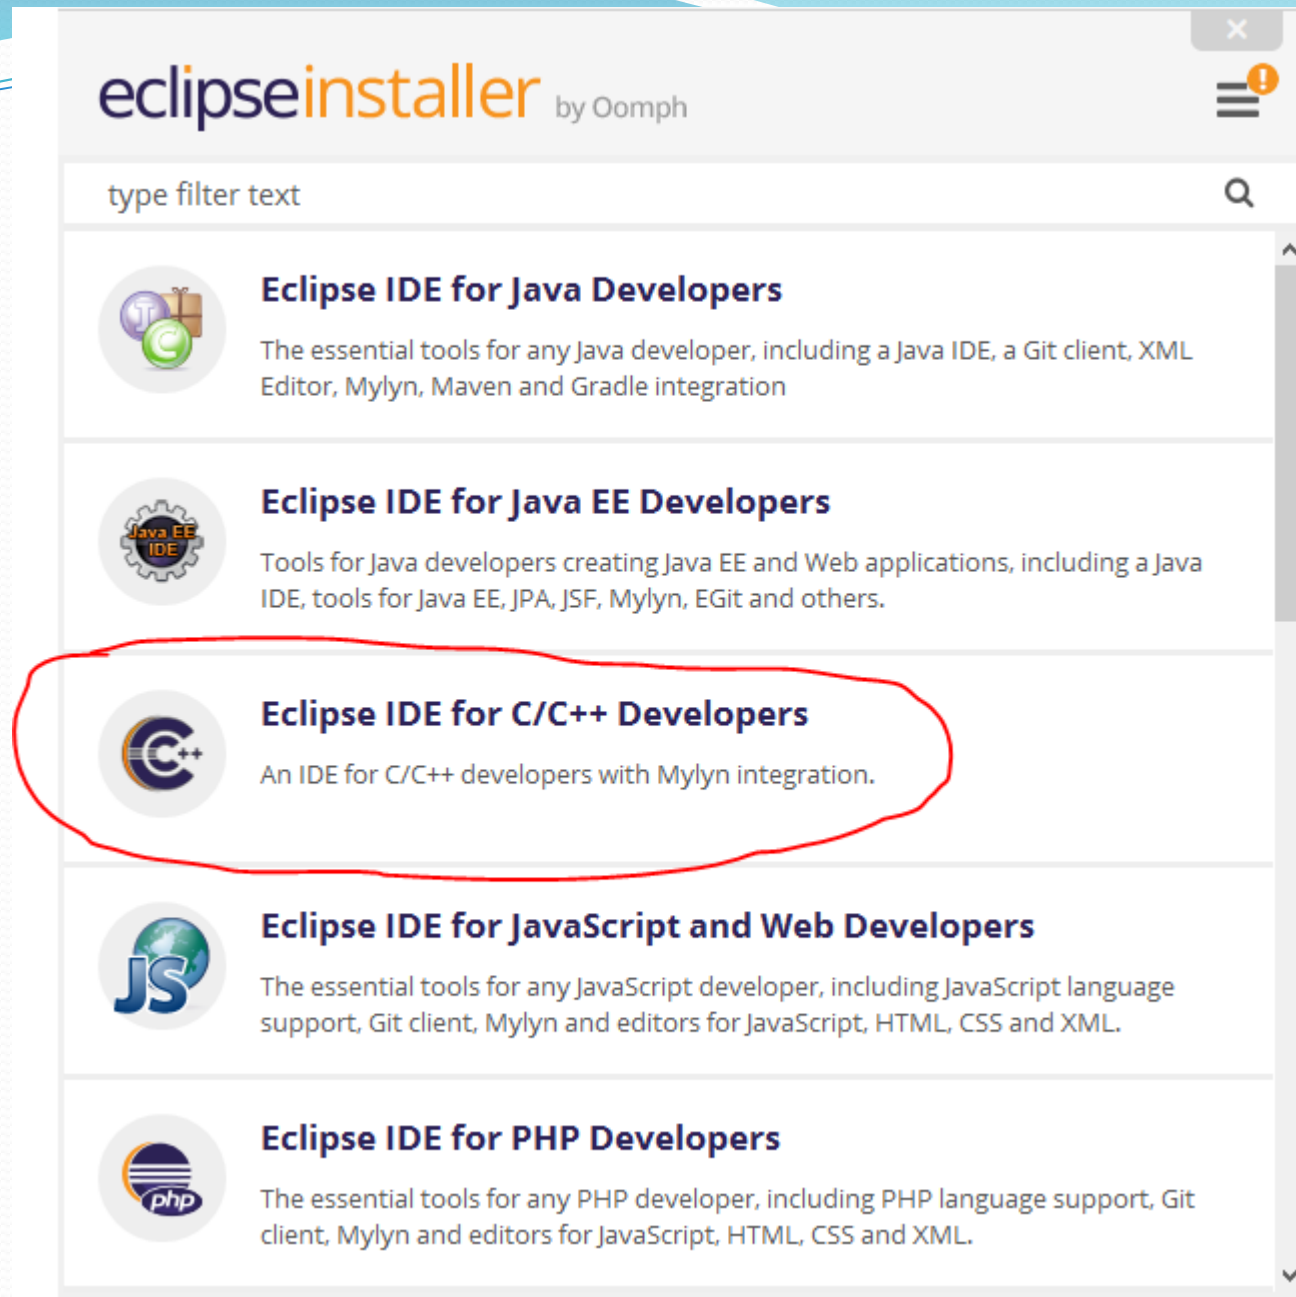 eclipseinstaller by Oomph
type filter text
Eclipse IDE for Java Developers
The essential tools for any Java developer, including a Java IDE, a Git client, XML
Editor, Mylyn, Maven and Gradle integration
Java EE
IDE
Eclipse IDE for Java EE Developers
Tools for Java developers creating Java EE and Web applications, including a Java
IDE, tools for Java EE, JPA, JSF, Mylyn, EGit and others.
C++
Eclipse IDE for C/C++ Developers
An IDE for C/C++ developers with Mylyn integration.
JS
Eclipse IDE for JavaScript and Web Developers
The essential tools for any JavaScript developer, including JavaScript language
support, Git client, Mylyn and editors for JavaScript, HTML, CSS and XML.
php
Eclipse IDE for PHP Developers
The essential tools for any PHP developer, including PHP language support, Git
client, Mylyn and editors for JavaScript, HTML, CSS and XML.